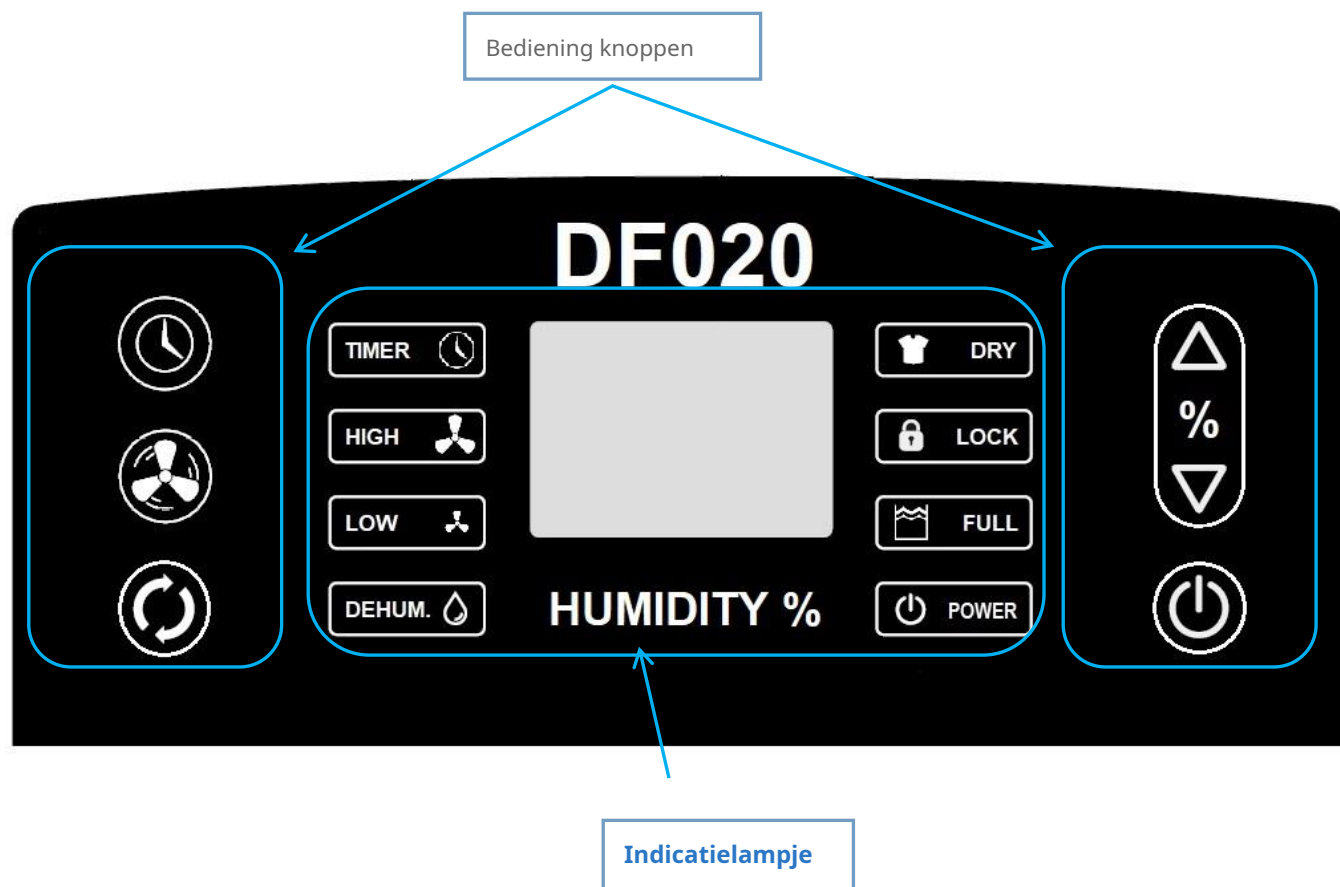 Bediening knoppen
DF020
TIMER
DRY
HIGH
LOCK
%
LOW
FULL
DEHUM.
HUMIDITY %
POWER
Indicatielampje